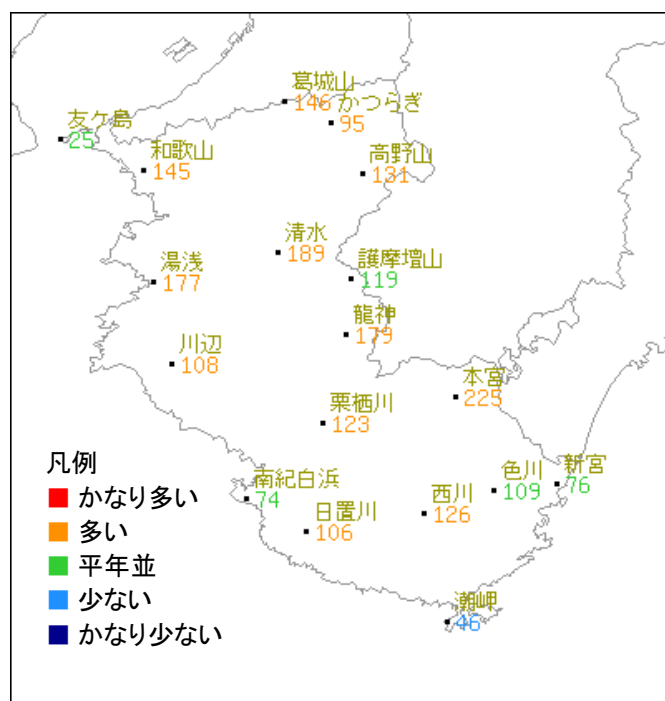 葛城山
146
かつらぎ
95
友ケ島
25
和歌山
145
高野山
131
清水
189
護摩壇山
119
湯浅
177
龍神
179
川辺
108
本宮
225
栗栖川
123
凡例
かなり多い
多い
平年並
少ない
かなり少ない
南紀白浜
74
日置川
106
西川
126
色川
109
新宮
76
潮岬
46